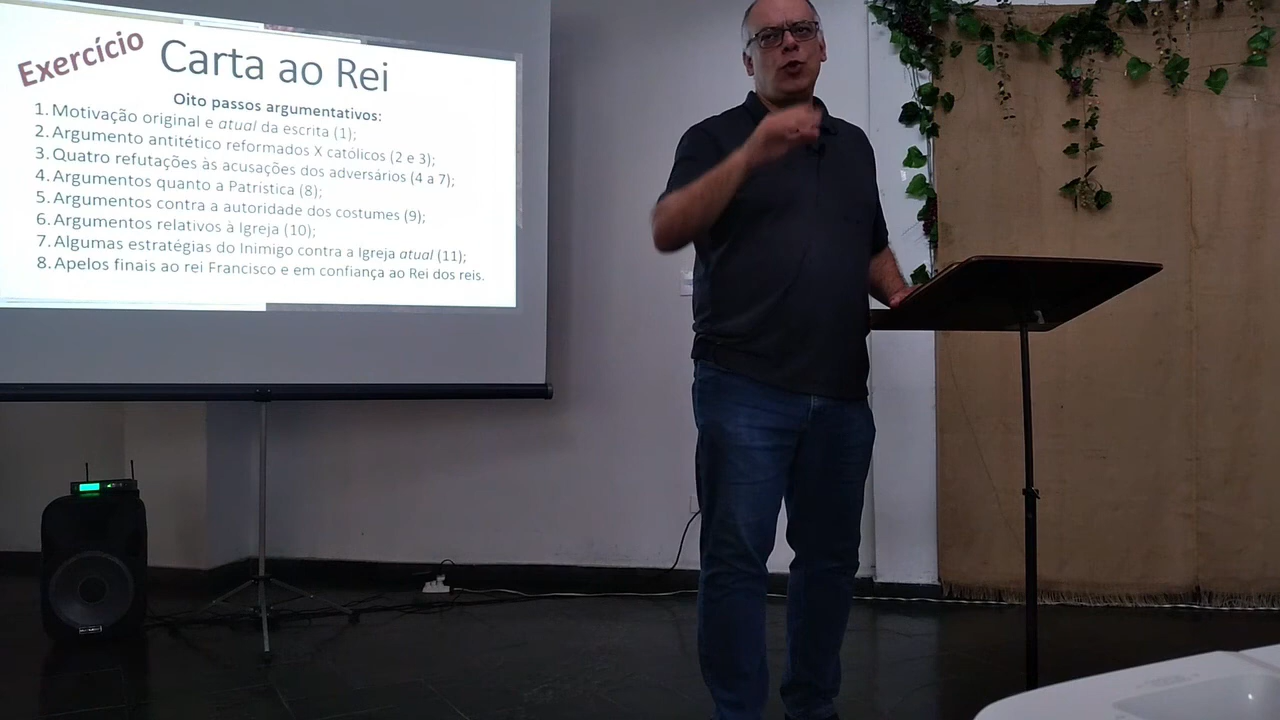 Exercício
Carta ao Rei
Oito passos argumentativos:
1. Motivação original e atual da escrita (1);
2. Argumento antitético reformados X católicos (2 e 3);
3. Quatro refutações às acusações dos adversários (4 a 7);
4. Argumentos quanto a Patrística (8);
5. Argumentos contra a autoridade dos costumes (9);
6. Argumentos relativos à Igreja (10);
7. Algumas estratégias do Inimigo contra a Igreja atual (11);
8. Apelos finais ao rei Francisco e em confiança ao Rei dos reis.